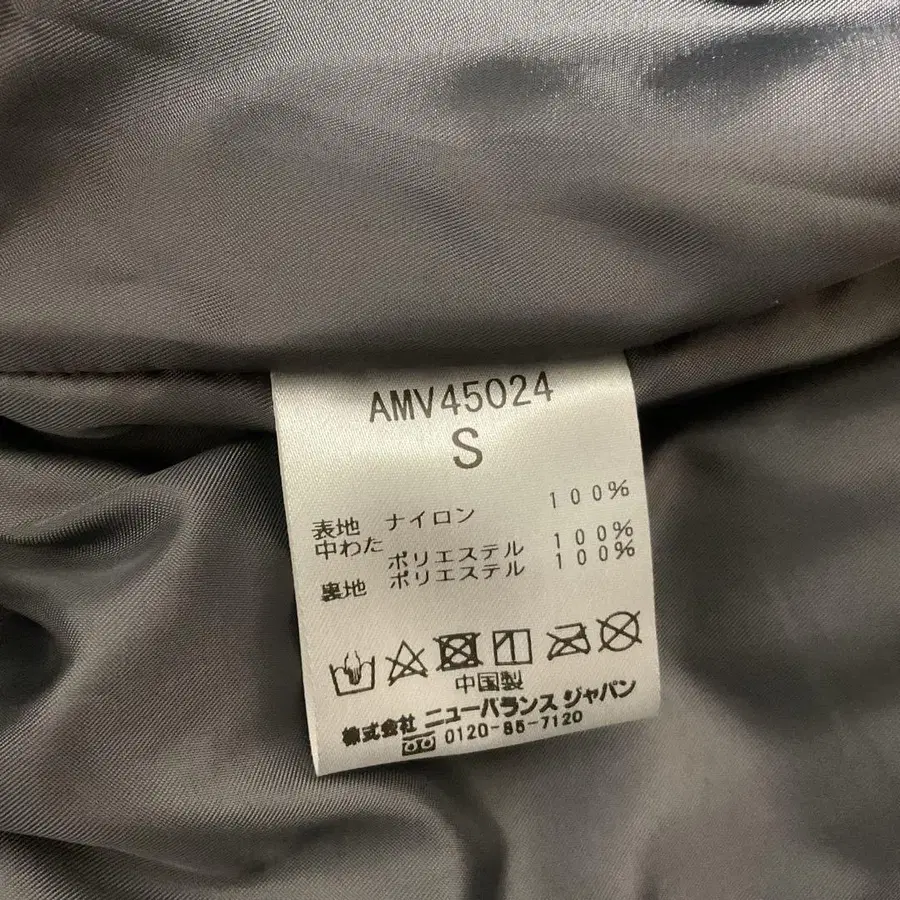 AMV45024
S
表地 ナイロン 100%
中わた ポリエステル 100%
裏地 ポリエステル 100%
中国製
株式会社 ニューバランス ジャパン
0120-85-7120